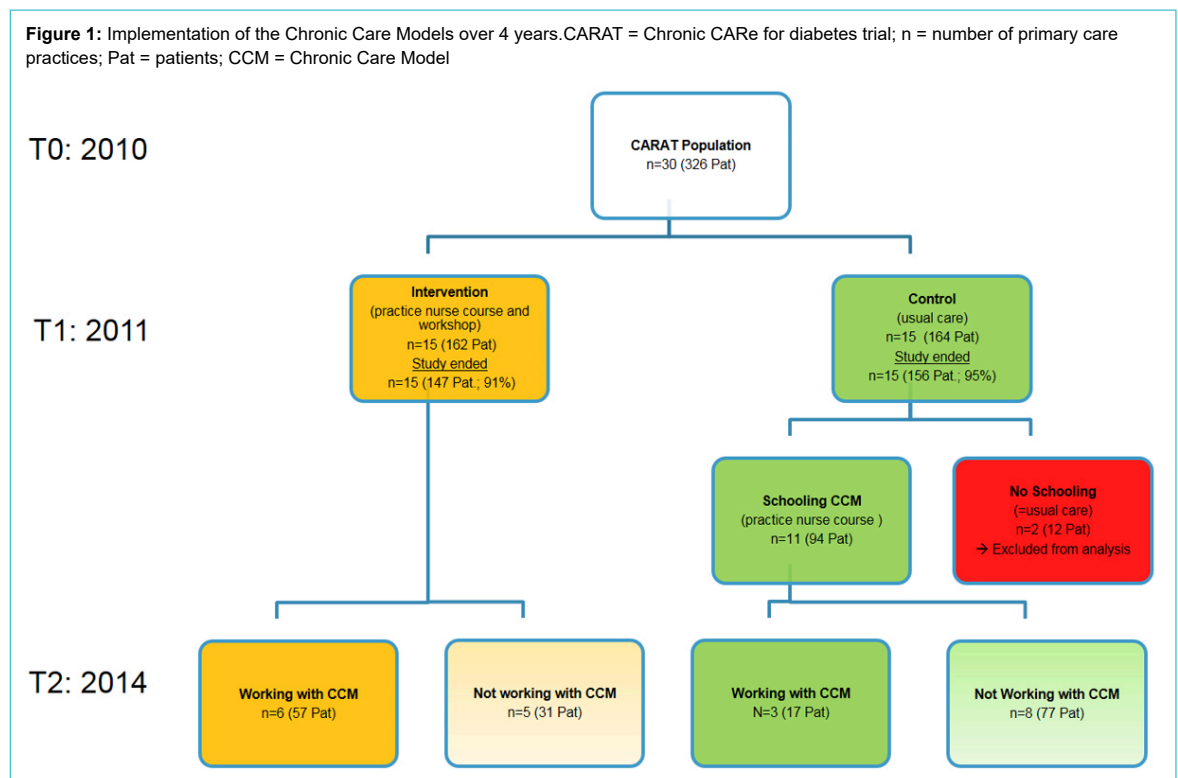 Figure 1: Implementation of the Chronic Care Models over 4 years.CARAT = Chronic CARe for diabetes trial; n = number of primary care
practices; Pat = patients; CCM = Chronic Care Model
T0: 2010
CARAT Population
n=30 (326 Pat)
T1: 2011
Intervention
(practice nurse course and
workshop)
n=15 (162 Pat)
Study ended
n=15 (147 Pat.; 91%)
Control
(usual care)
n=15 (164 Pat)
Study ended
n=15 (156 Pat.; 95%)
Schooling CCM
(practice nurse course )
n=11 (94 Pat)
No Schooling
(=usual care)
n=2 (12 Pat)
→ Excluded from analysis
T2: 2014
Working with CCM
n=6 (57 Pat)
Not working with CCM
n=5 (31 Pat)
Working with CCM
N=3 (17 Pat)
Not Working with CCM
n=8 (77 Pat)